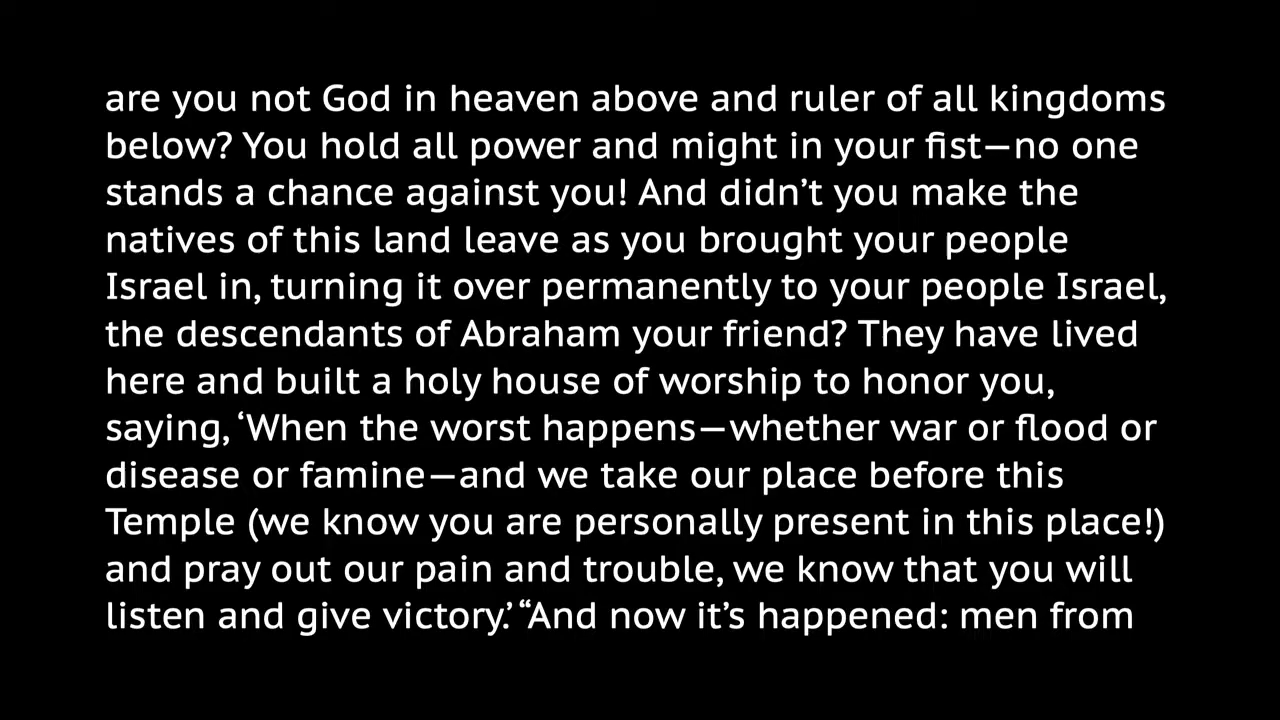 are you not God in heaven above and ruler of all kingdoms
below? You hold all power and might in your fist—no one
stands a chance against you! And didn’t you make the
natives of this land leave as you brought your people
Israel in, turning it over permanently to your people Israel,
the descendants of Abraham your friend? They have lived
here and built a holy house of worship to honor you,
saying, ‘When the worst happens—whether war or flood or
disease or famine—and we take our place before this
Temple (we know you are personally present in this place!)
and pray out our pain and trouble, we know that you will
listen and give victory.’ “And now it’s happened: men from